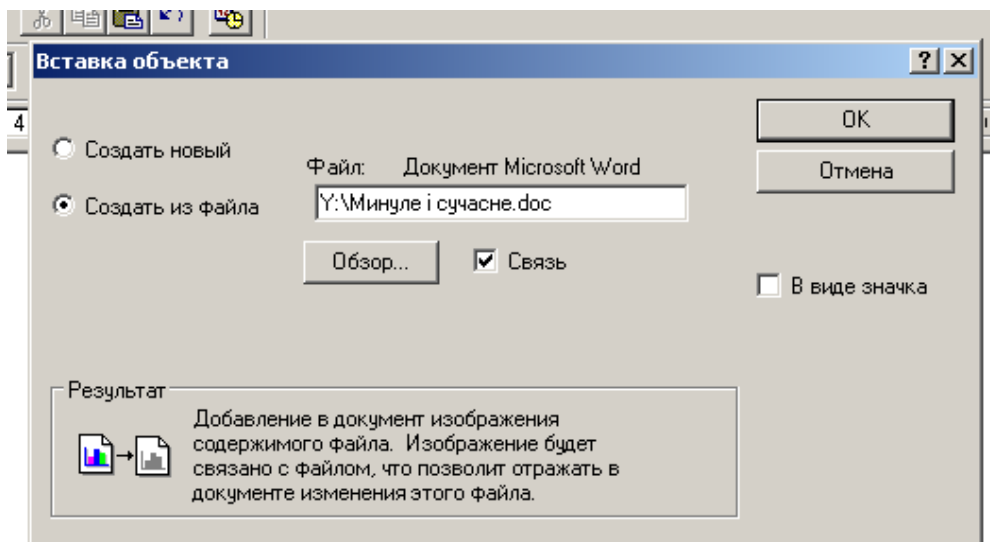 Вставка объекта
4
Создать новый
Создать из файла
Файл: Документ Microsoft Word
Y:\Минуле і сучасне.doc
Обзор...
Связь
OK
Отмена
В виде значка
Результат
Добавление в документ изображения
содержимого файла. Изображение будет
связано с файлом, что позволит отражать в
документе изменения этого файла.